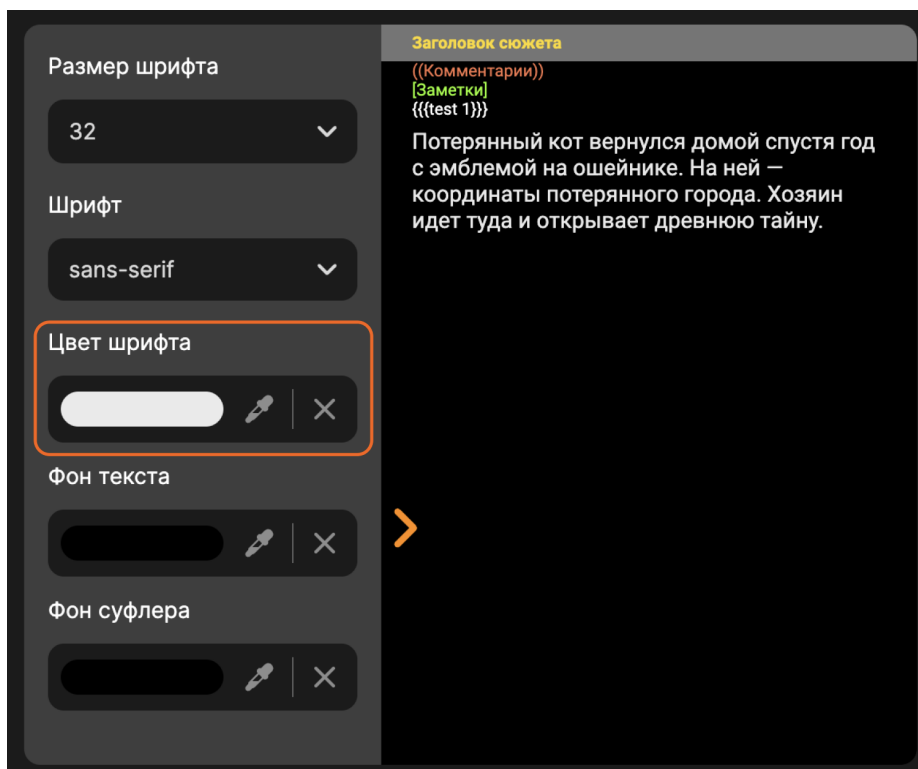 Размер шрифта
32
Шрифт
sans-serif
Цвет шрифта
Фон текста
Фон суфлера
Заголовок сюжета
((Комментарии))
[Заметки]
{{{test 1}}}
Потерянный кот вернулся домой спустя год
с эмблемой на ошейнике. На ней —
координаты потерянного города. Хозяин
идет туда и открывает древнюю тайну.